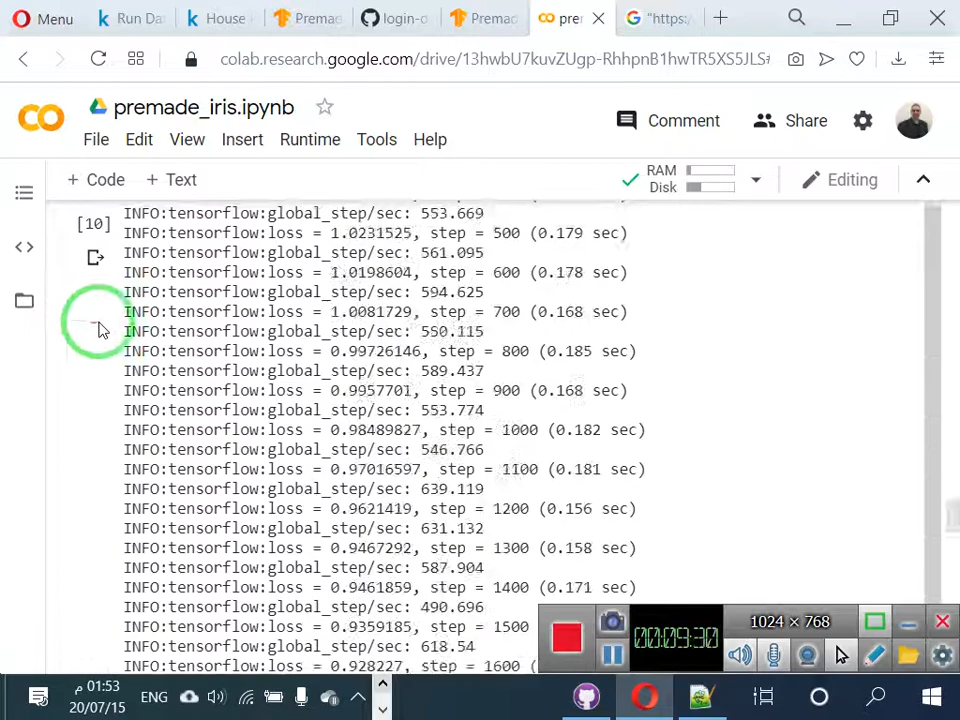 Menu
Run Da
House
Premad
login-d
Premad
pre
"https:
colab.research.google.com/drive/13hwbU7kuvZUgp-RhhpnB1hwTR5XS5JLS
premade_iris.ipynb
Comment
Share
File Edit View Insert Runtime Tools Help
+ Code + Text
RAM
Disk
Editing
INFO:tensorflow:global_step/sec: 553.669
[10]
INFO:tensorflow:loss = 1.0231525, step = 500 (0.179 sec)
INFO:tensorflow:global_step/sec: 561.095
INFO:tensorflow:loss = 1.0198604, step = 600 (0.178 sec)
INFO:tensorflow:global_step/sec: 594.625
INFO:tensorflow:loss = 1.0081729, step = 700 (0.168 sec)
INFO:tensorflow:global_step/sec: 550.115
INFO:tensorflow:loss = 0.99726146, step = 800 (0.185 sec)
INFO:tensorflow:global_step/sec: 589.437
INFO:tensorflow:loss = 0.9957701, step = 900 (0.168 sec)
INFO:tensorflow:global_step/sec: 553.774
INFO:tensorflow:loss = 0.98489827, step = 1000 (0.182 sec)
INFO:tensorflow:global_step/sec: 546.766
INFO:tensorflow:loss = 0.97016597, step = 1100 (0.181 sec)
INFO:tensorflow:global_step/sec: 639.119
INFO:tensorflow:loss = 0.9621419, step = 1200 (0.156 sec)
INFO:tensorflow:global_step/sec: 631.132
INFO:tensorflow:loss = 0.9467292, step = 1300 (0.158 sec)
INFO:tensorflow:global_step/sec: 587.904
INFO:tensorflow:loss = 0.9461859, step = 1400 (0.171 sec)
INFO:tensorflow:global_step/sec: 490.696
INFO:tensorflow:loss = 0.9359185, step = 1500
INFO:tensorflow:global_step/sec: 618.54
INFO:tensorflow:loss = 0.928227, step = 1600 (
00:09:30
1024 × 768
01:53 م
20/07/15
ENG